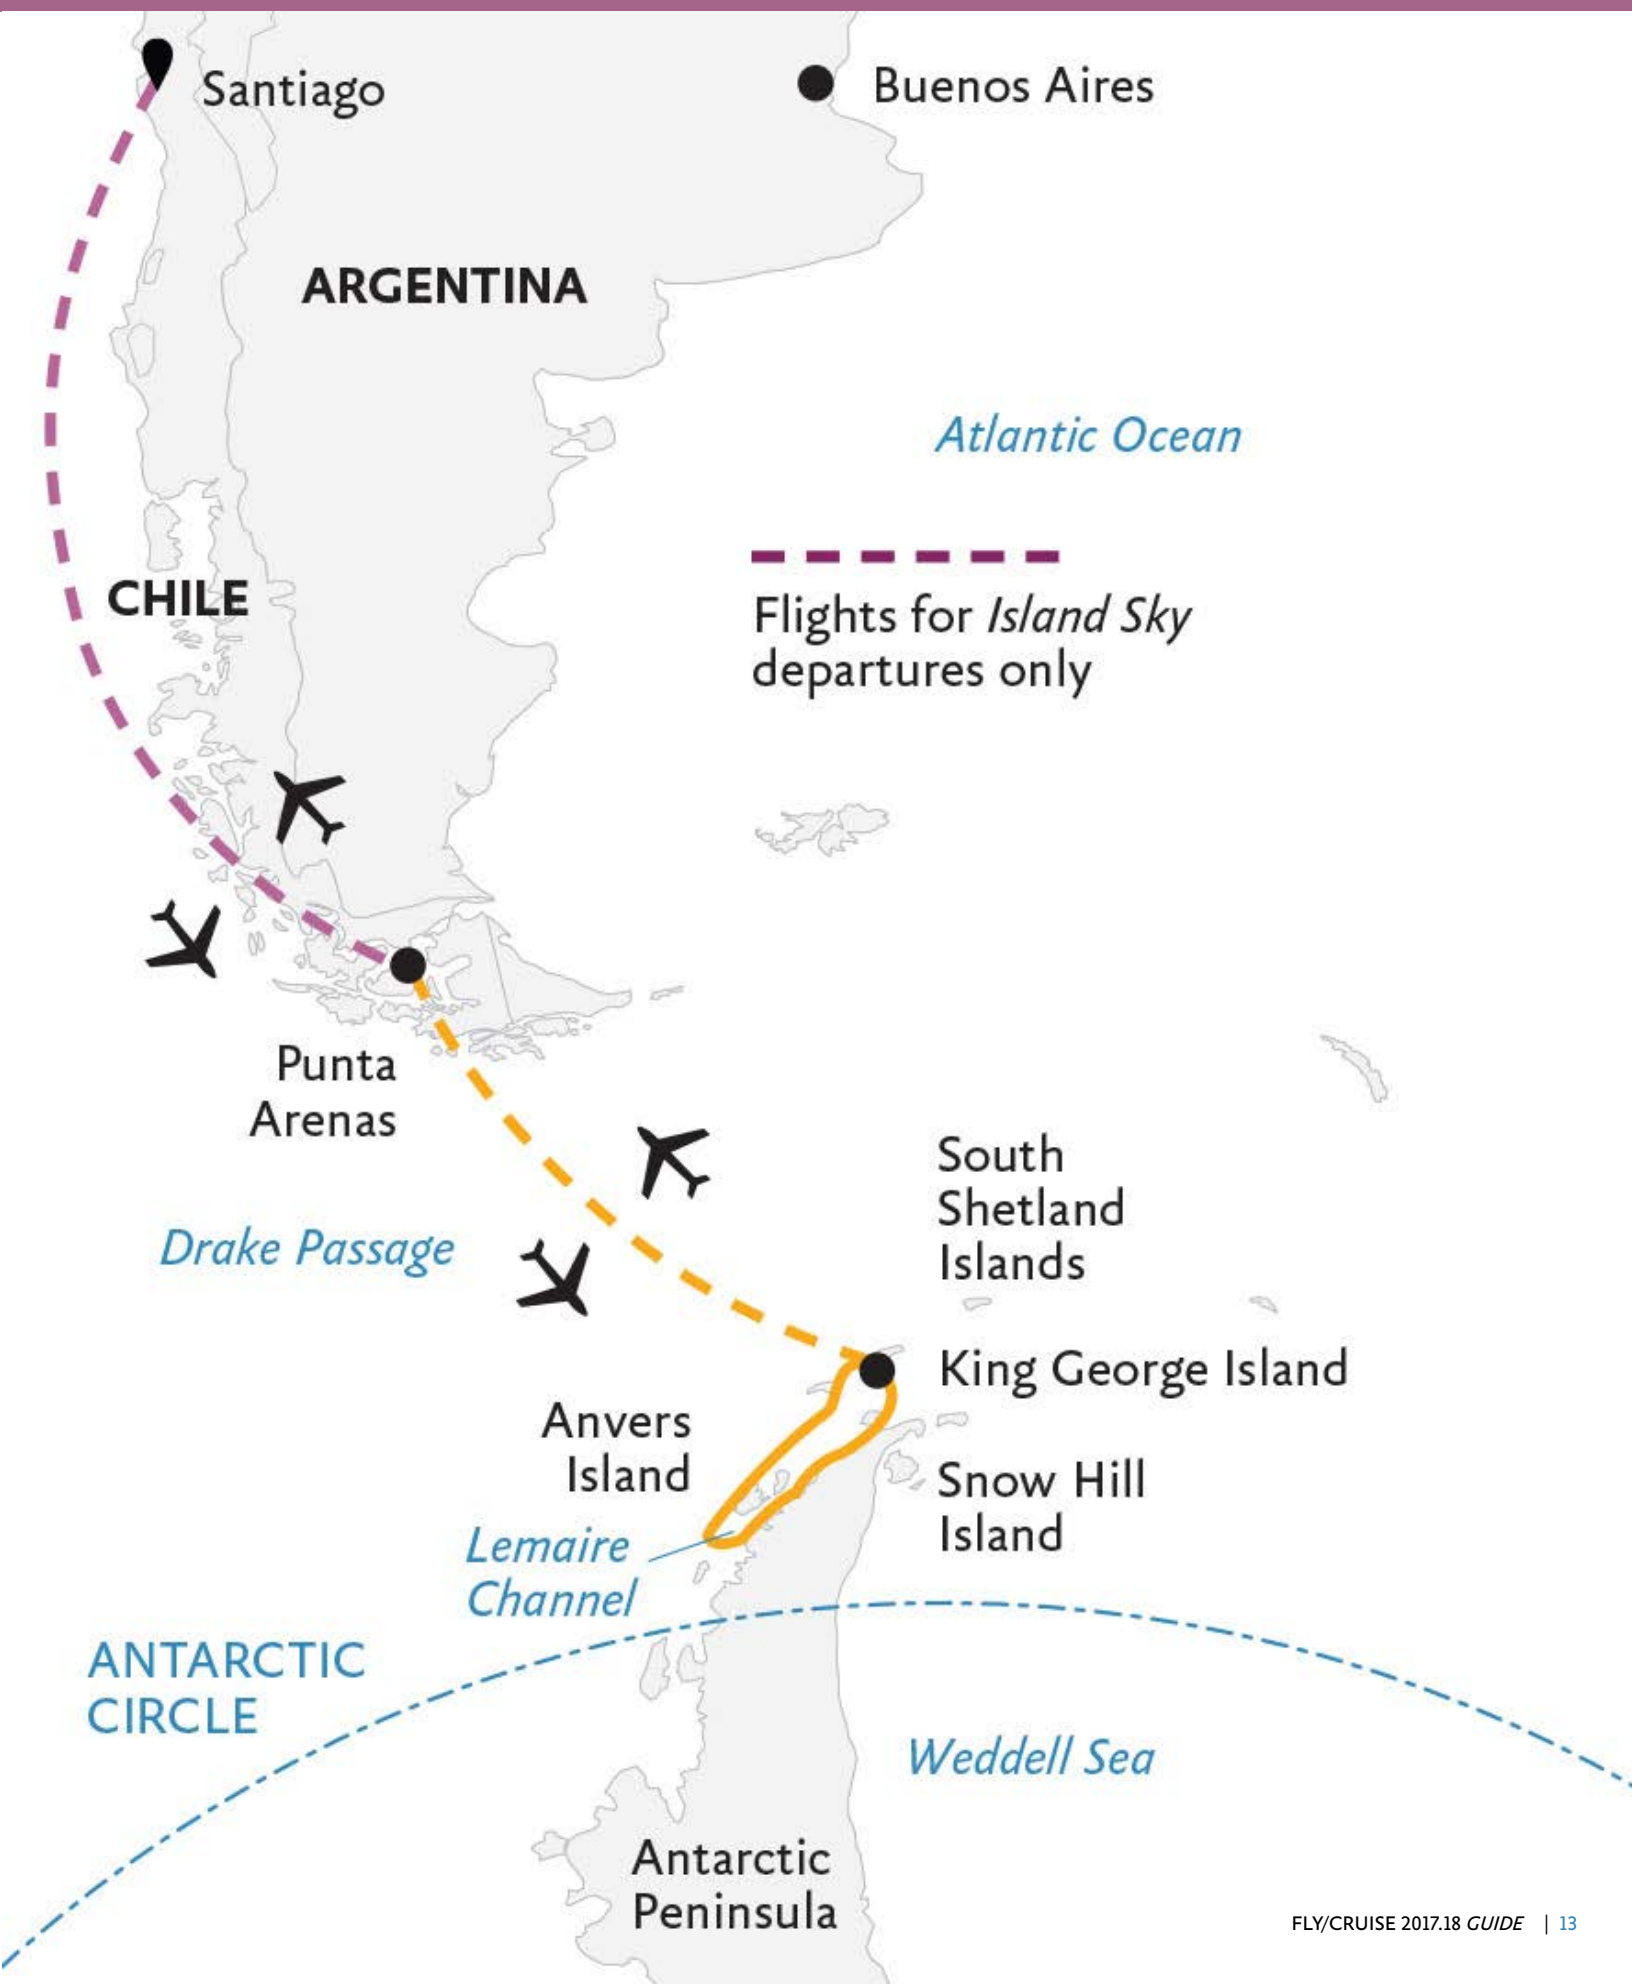 Santiago
Buenos Aires
ARGENTINA
Atlantic Ocean
Flights for Island Sky
departures only
CHILE
Punta
Arenas
South
Shetland
Islands
Drake Passage
King George Island
Anvers
Island
Snow Hill
Island
Lemaire
Channel
ANTARCTIC
CIRCLE
Weddell Sea
Antarctic
Peninsula
FLY/CRUISE 2017.18 GUIDE | 13